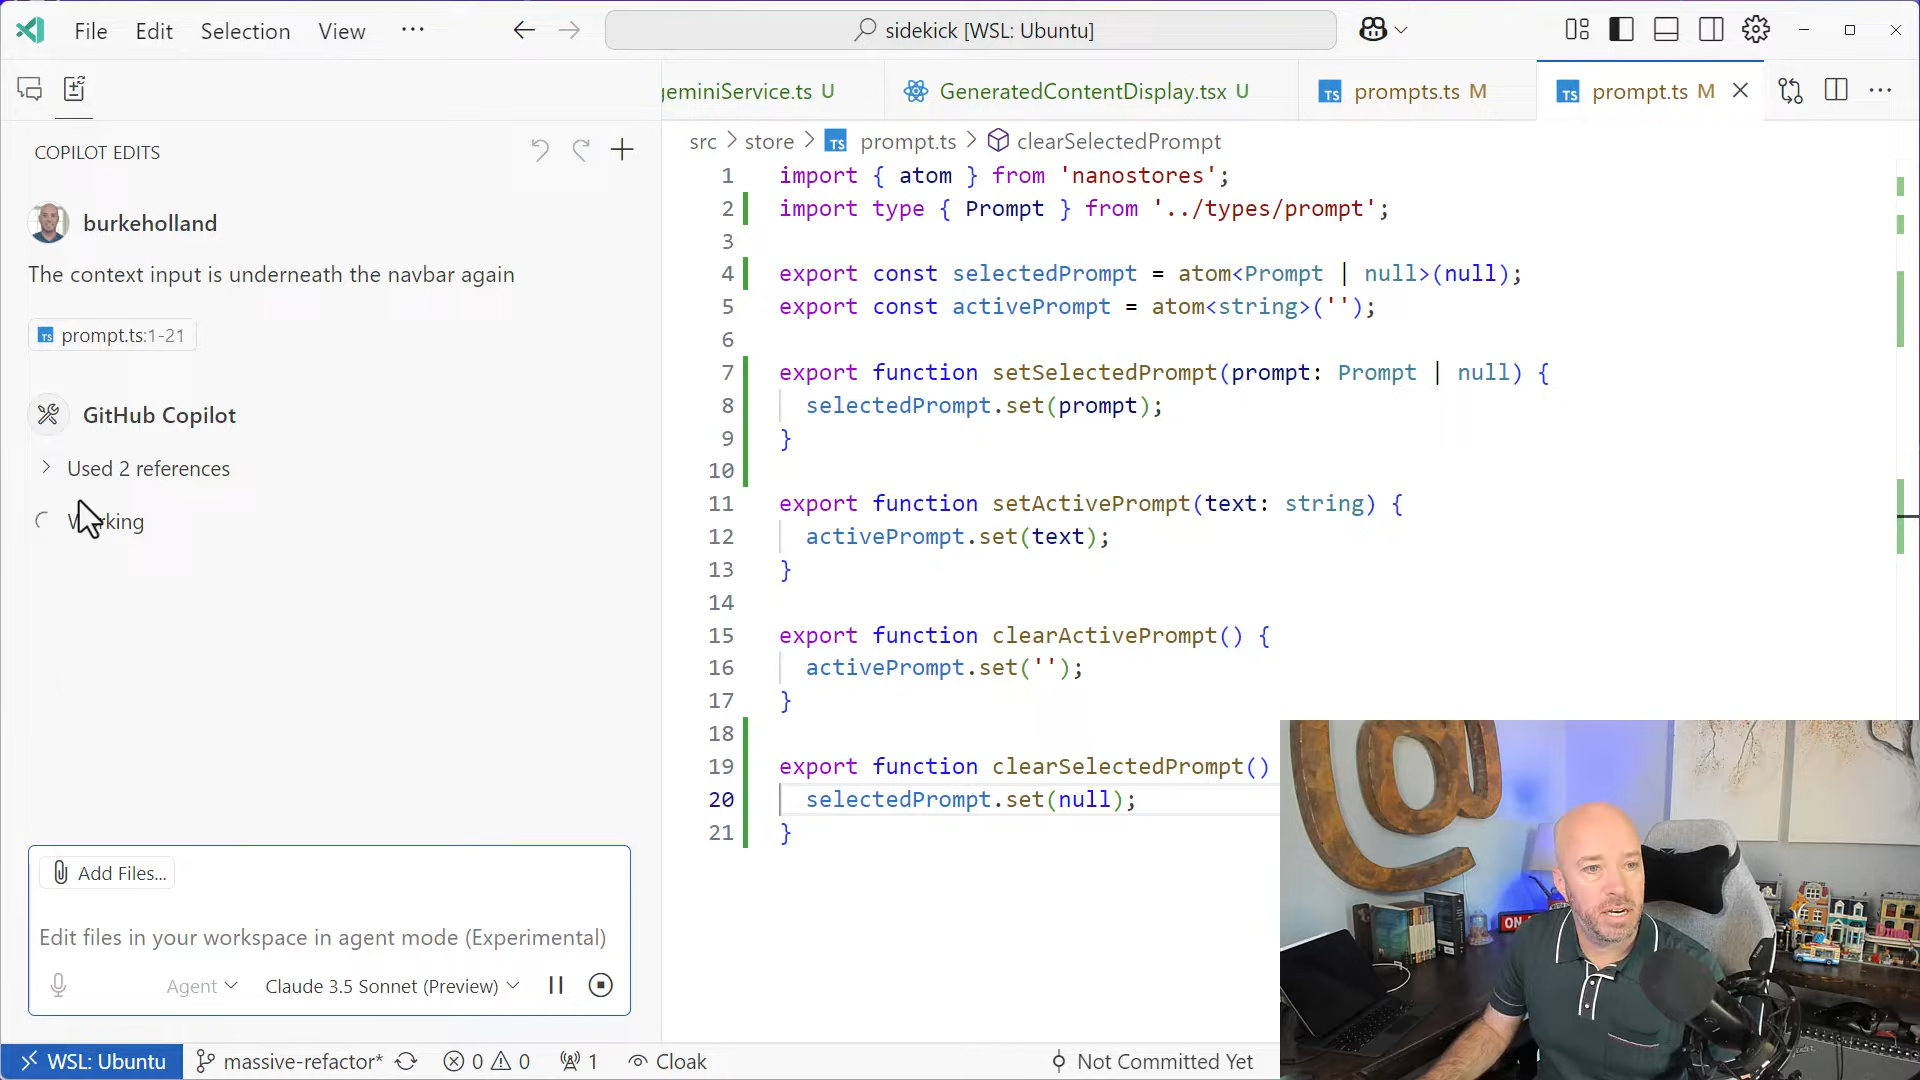 File Edit Selection View ··· sidekick [WSL: Ubuntu]
geminiService.ts U GeneratedContentDisplay.tsx U TS prompts.ts M TS prompt.ts M
COPILOT EDITS
burkeholland
The context input is underneath the navbar again
TS prompt.ts:1-21
GitHub Copilot
Used 2 references
Add Files...
Edit files in your workspace in agent mode (Experimental)
Agent Claude 3.5 Sonnet (Preview)
src > store > TS prompt.ts > clearSelectedPrompt
1 import { atom } from 'nanostores';
2 import type { Prompt } from '../types/prompt';
3
4 export const selectedPrompt = atom<Prompt | null>(null);
5 export const activePrompt = atom<string>('');
6
7 export function setSelectedPrompt(prompt: Prompt | null) {
8 selectedPrompt.set(prompt);
9 }
10
11 export function setActivePrompt(text: string) {
12 activePrompt.set(text);
13 }
14
15 export function clearActivePrompt() {
16 activePrompt.set('');
17 }
18
19 export function clearSelectedPrompt()
20 selectedPrompt.set(null);
21 }
WSL: Ubuntu massive-refactor* 0 0 1 Cloak Not Committed Yet